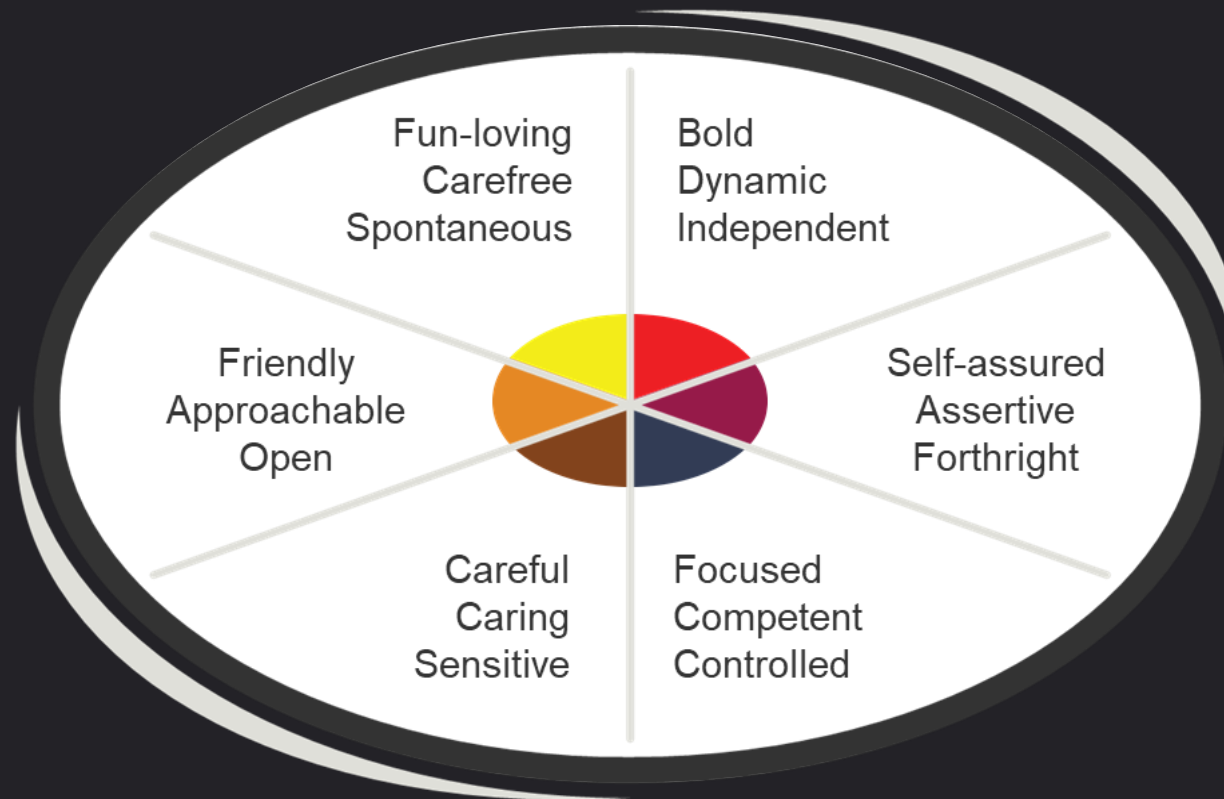 Fun-loving
Carefree
Spontaneous
Bold
Dynamic
Independent
Friendly
Approachable
Open
Self-assured
Assertive
Forthright
Careful
Caring
Sensitive
Focused
Competent
Controlled